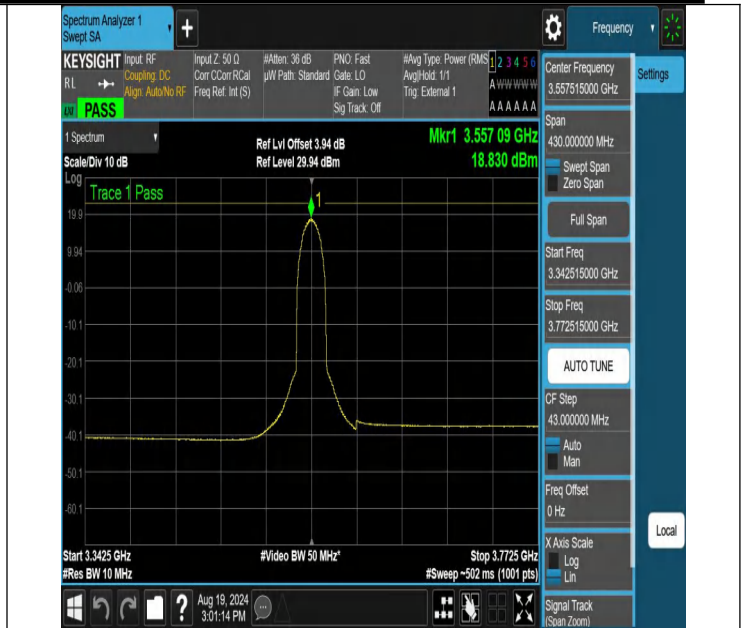 Spectrum Analyzer 1
Swept SA
+
Frequency
KEYSIGHT
RL
PASS
Input: RF
Coupling: DC
Align: Auto/No RF
Input Z: 50 Ω
Corr CCorr RCal
Freq Ref: Int (S)
#Atten: 36 dB
µW Path: Standard
PNO: Fast
Gate: LO
IF Gain: Low
Sig Track: Off
#Avg Type: Power (RMS
Avg|Hold: 1/1
Trig: External 1
1 2 3 4 5 6
A W W W W W
A A A A A A
Center Frequency
3.557515000 GHz
Settings
Span
430.000000 MHz
Swept Span
Zero Span
Full Span
Start Freq
3.342515000 GHz
Stop Freq
3.772515000 GHz
AUTO TUNE
CF Step
43.000000 MHz
Auto
Man
Freq Offset
0 Hz
X Axis Scale
Log
Lin
Local
Signal Track
(Span Zoom)
1 Spectrum
Scale/Div 10 dB
Ref Lvl Offset 3.94 dB
Ref Level 29.94 dBm
Mkr1 3.557 09 GHz
18.830 dBm
Log
Trace 1 Pass
1
19.9
9.94
-0.06
-10.1
-20.1
-30.1
-40.1
-50.1
-60.1
Start 3.3425 GHz
#Res BW 10 MHz
#Video BW 50 MHz*
Stop 3.7725 GHz
#Sweep ~502 ms (1001 pts)
?
Aug 19, 2024
3:01:14 PM